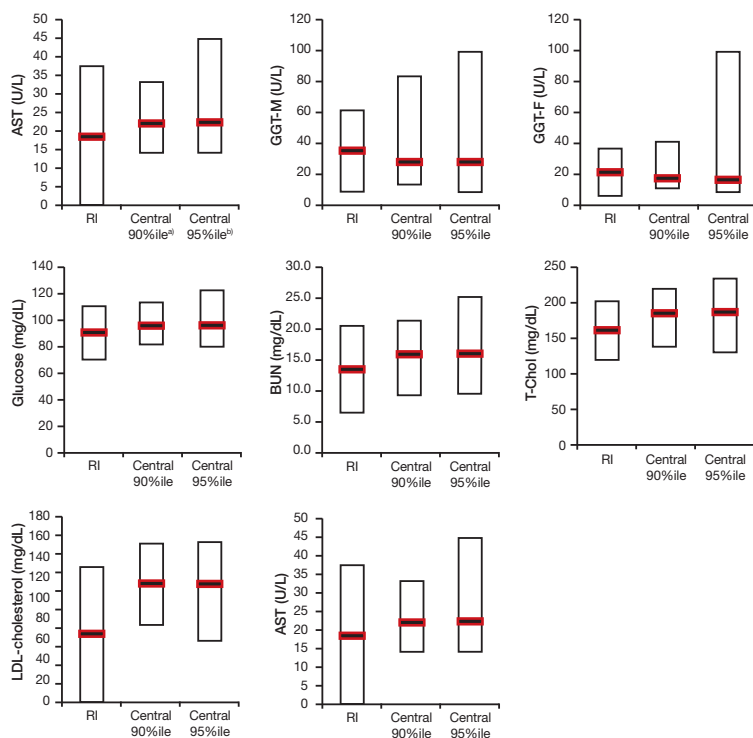 AST (U/L)
50
45
40
35
30
25
20
15
10
5
0
RI
Central
90%ileᵃ⁾
Central
95%ileᵇ⁾
GGT-M (U/L)
120
100
80
60
40
20
0
RI
Central
90%ile
Central
95%ile
GGT-F (U/L)
120
100
80
60
40
20
0
RI
Central
90%ile
Central
95%ile
Glucose (mg/dL)
140
120
100
80
60
40
20
0
RI
Central
90%ile
Central
95%ile
BUN (mg/dL)
30.0
25.0
20.0
15.0
10.0
5.0
0.0
RI
Central
90%ile
Central
95%ile
T-Chol (mg/dL)
250
200
150
100
50
0
RI
Central
90%ile
Central
95%ile
LDL-cholesterol (mg/dL)
180
160
140
120
100
80
60
40
20
0
RI
Central
90%ile
Central
95%ile
AST (U/L)
50
45
40
35
30
25
20
15
10
5
0
RI
Central
90%ile
Central
95%ile